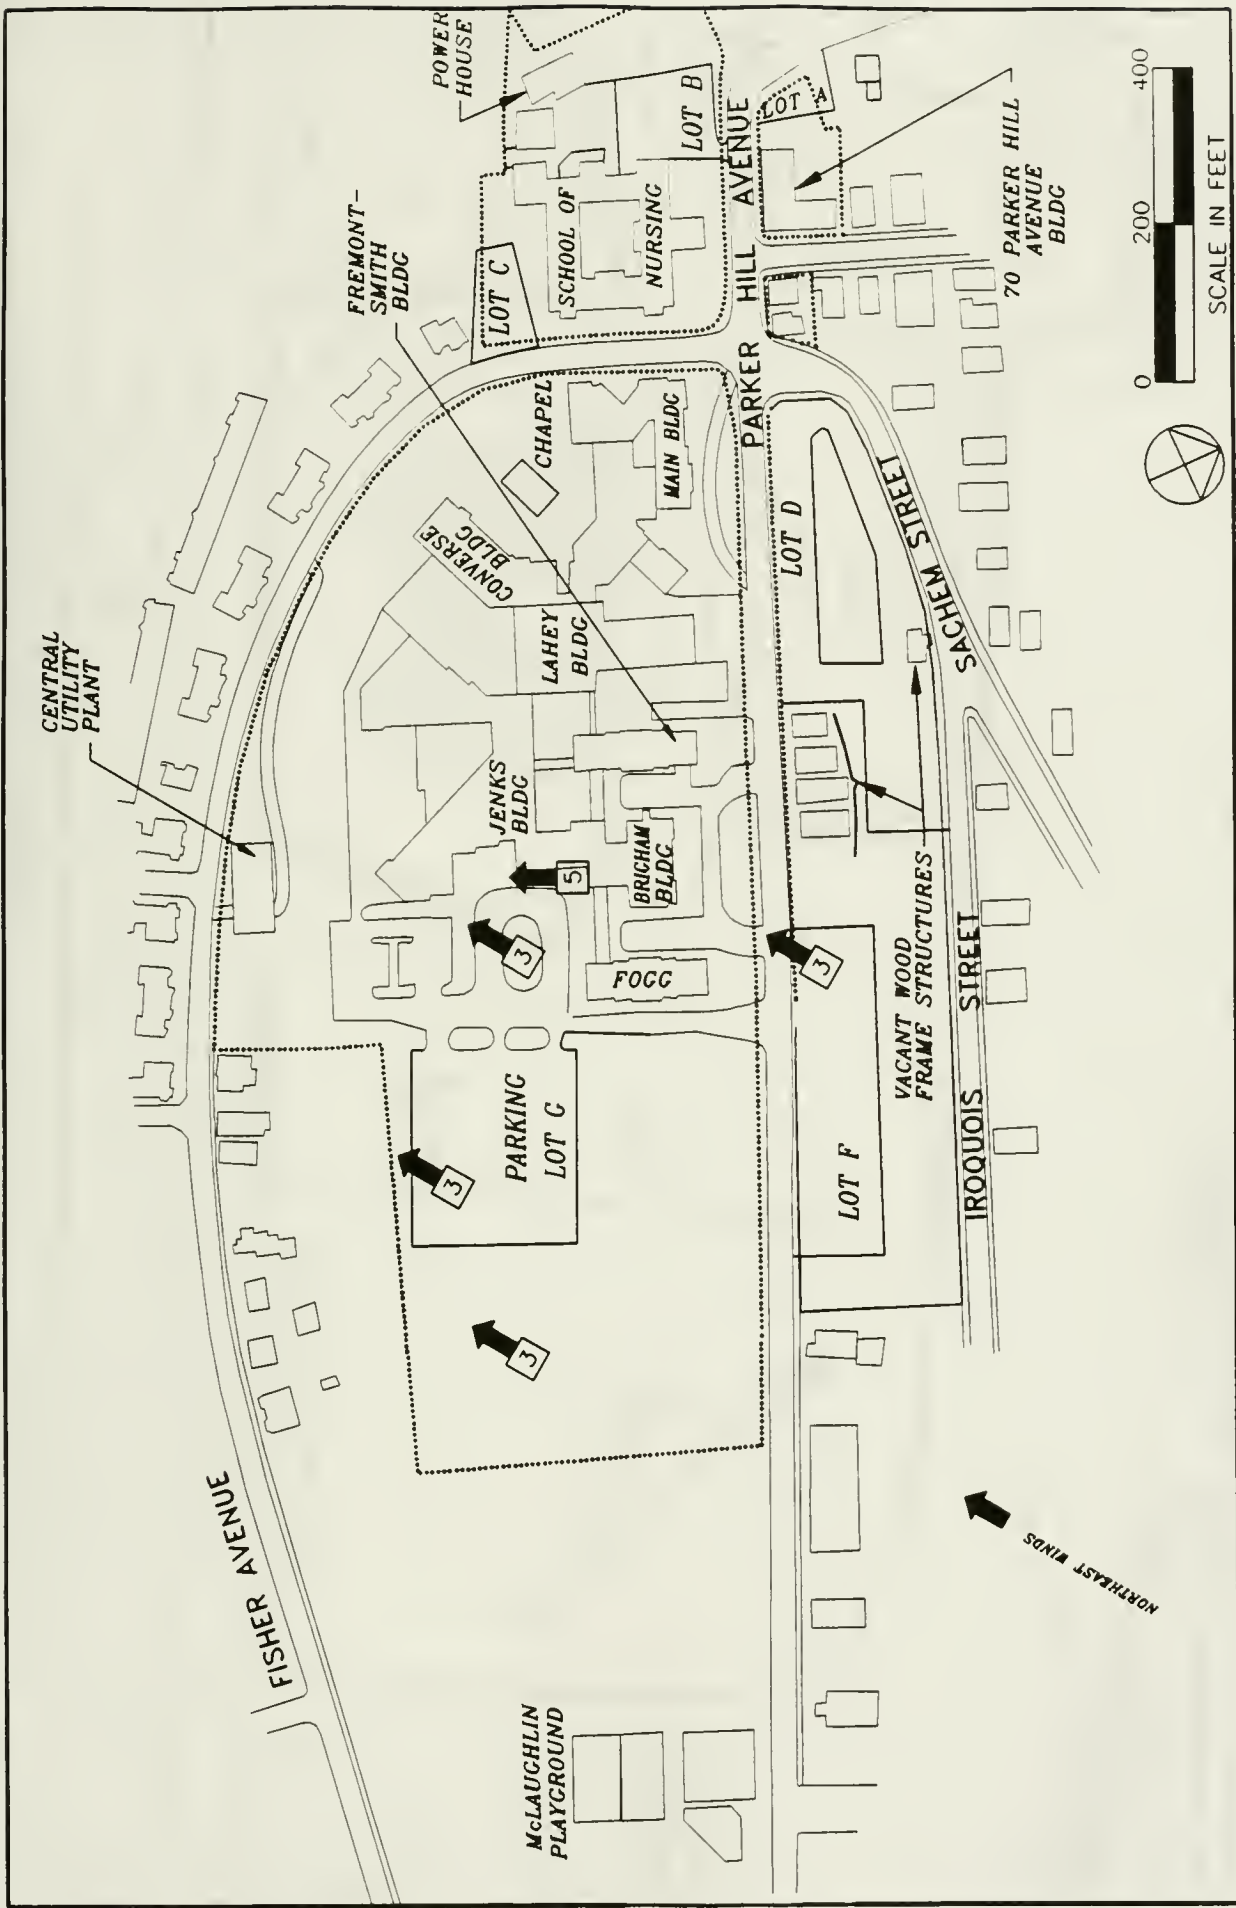 POWER
HOUSE
LOT B
LOT A
PARKER HILL AVENUE
SCHOOL OF
NURSING
LOT C
70 PARKER HILL
AVENUE
BLDG
FREMONT-
SMITH
BLDG
CHAPEL
MAIN BLDG
CONVERSE
BLDG
LAHEY
BLDG
LOT D
SACHEM STREET
CENTRAL
UTILITY
PLANT
JENKS
BLDG
BRIGHAM
BLDG
5
3
3
FOGG
VACANT WOOD
FRAME STRUCTURES
IROQUOIS STREET
PARKING
LOT G
3
LOT F
3
FISHER AVENUE
NORTHEAST WINDS
McLAUGHLIN
PLAYGROUND
0 200 400
SCALE IN FEET